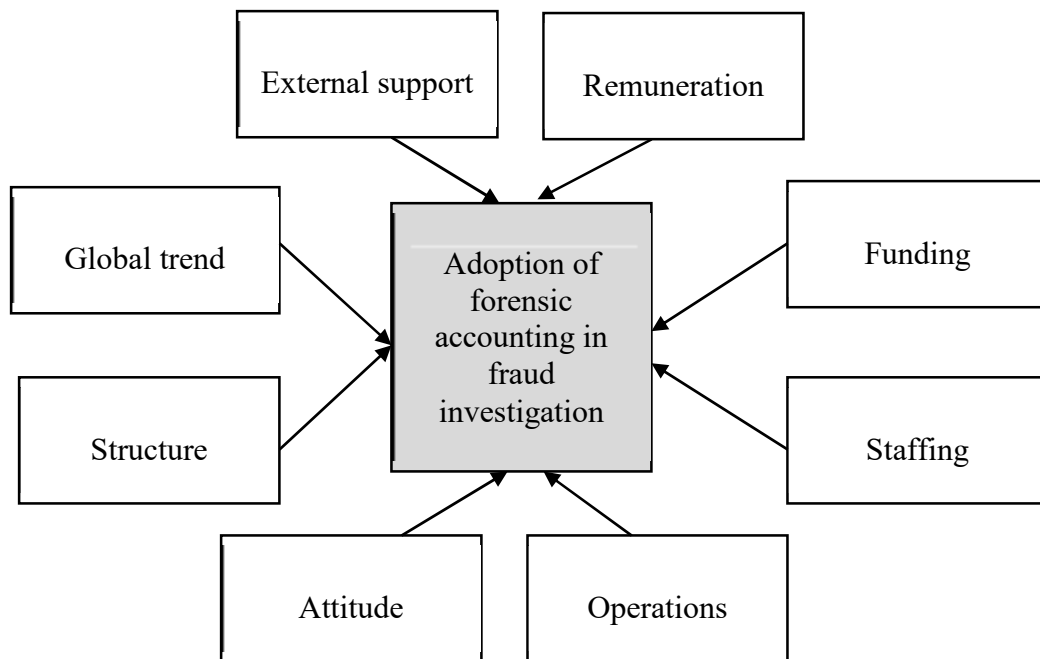 External support
Remuneration
Global trend
Adoption of
forensic
accounting in
fraud
investigation
Funding
Structure
Staffing
Attitude
Operations